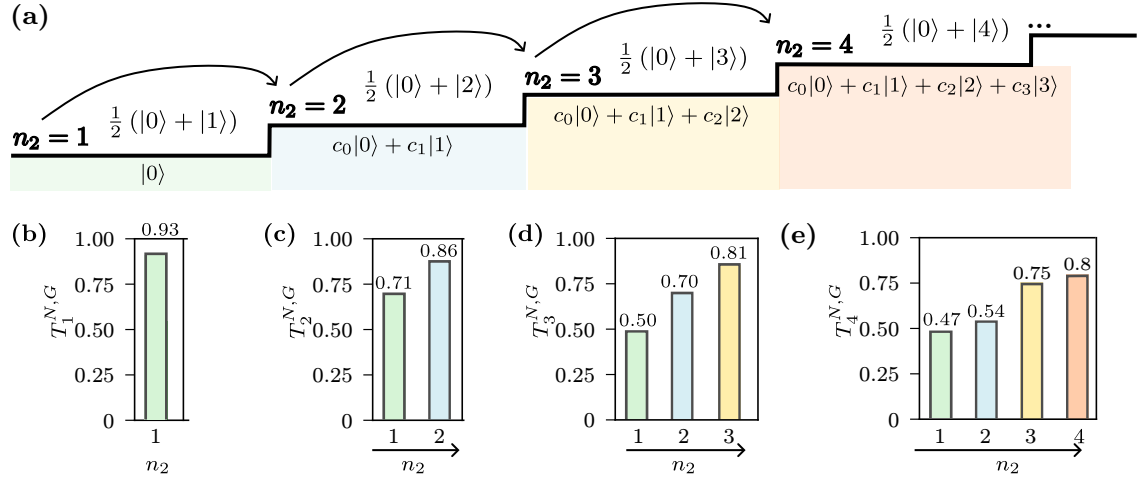 (a)
n₂ = 1 ½ (|0⟩ + |1⟩) n₂ = 2 ½ (|0⟩ + |2⟩) n₂ = 3 ½ (|0⟩ + |3⟩) n₂ = 4 ½ (|0⟩ + |4⟩) ...
|0⟩ c₀|0⟩ + c₁|1⟩ c₀|0⟩ + c₁|1⟩ + c₂|2⟩ c₀|0⟩ + c₁|1⟩ + c₂|2⟩ + c₃|3⟩
(b)
T₁^{N,G}
1.00
0.75
0.50
0.25
0
0.93
1
n₂
(c)
T₂^{N,G}
1.00
0.75
0.50
0.25
0
0.71 0.86
1 2
n₂
(d)
T₃^{N,G}
1.00
0.75
0.50
0.25
0
0.50 0.70 0.81
1 2 3
n₂
(e)
T₄^{N,G}
1.00
0.75
0.50
0.25
0
0.47 0.54 0.75 0.8
1 2 3 4
n₂